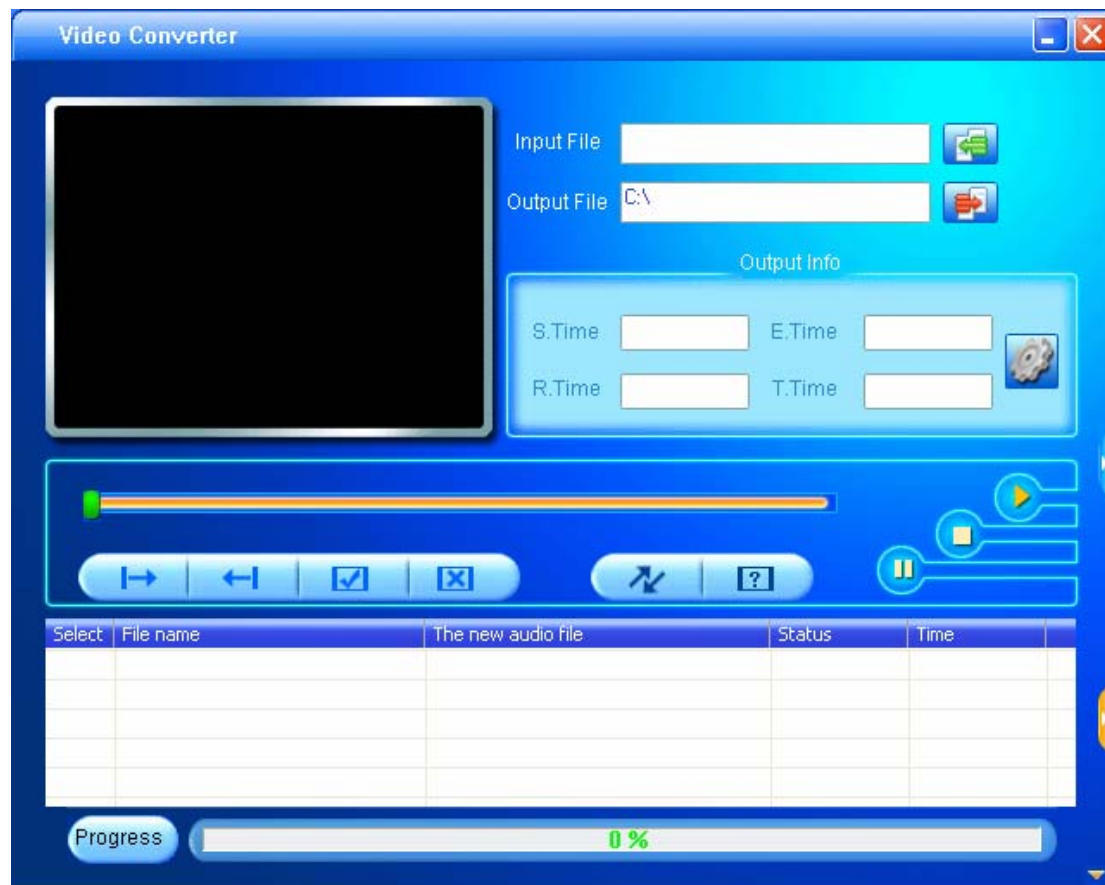 Video Converter
Input File
Output File C:\
Output Info
S.Time E.Time
R.Time T.Time
?
Select File name The new audio file Status Time
Progress 0 %